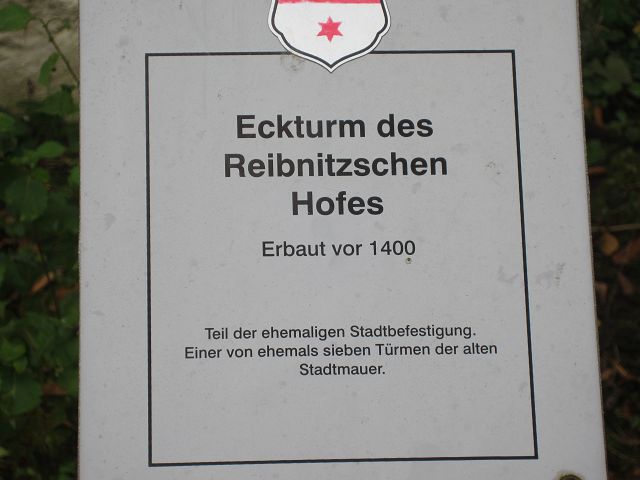 Eckturm des
Reibnitzschen
Hofes
Erbaut vor 1400
Teil der ehemaligen Stadtbefestigung.
Einer von ehemals sieben Türmen der alten
Stadtmauer.